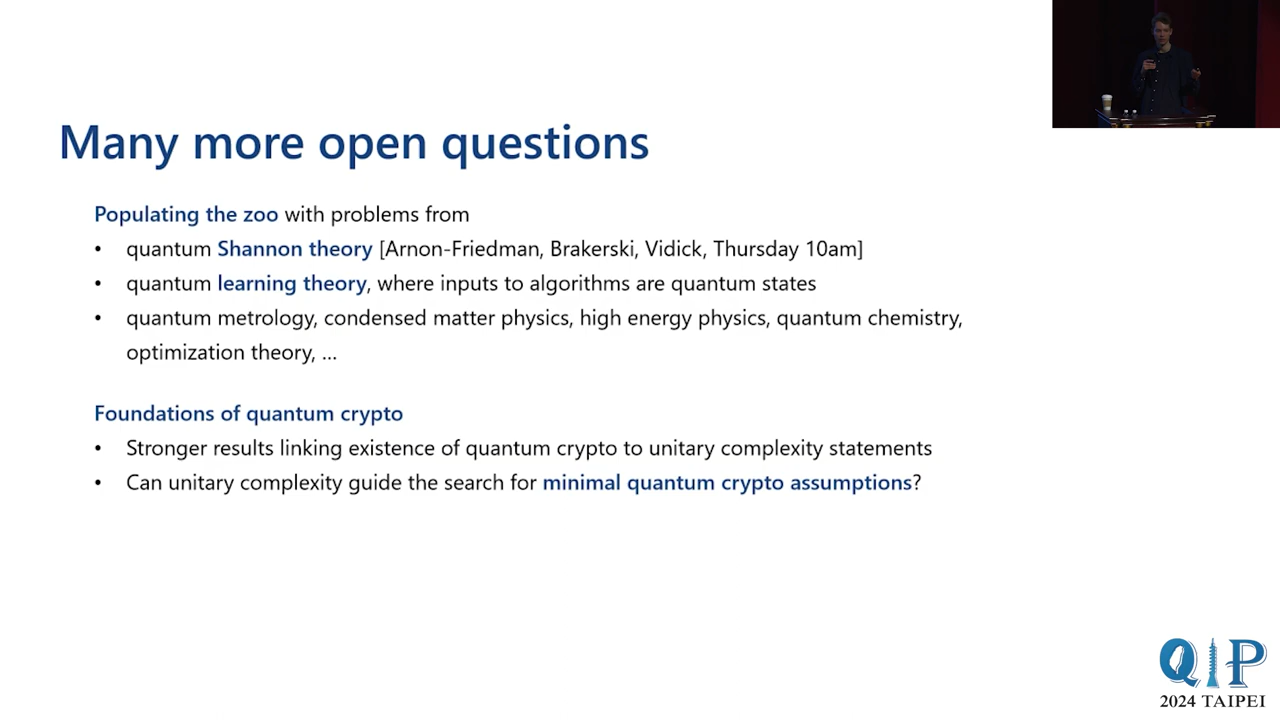 Many more open questions
Populating the zoo with problems from
• quantum Shannon theory [Arnon-Friedman, Brakerski, Vidick, Thursday 10am]
• quantum learning theory, where inputs to algorithms are quantum states
• quantum metrology, condensed matter physics, high energy physics, quantum chemistry,
optimization theory, ...
Foundations of quantum crypto
• Stronger results linking existence of quantum crypto to unitary complexity statements
• Can unitary complexity guide the search for minimal quantum crypto assumptions?
QIP
2024 TAIPEI